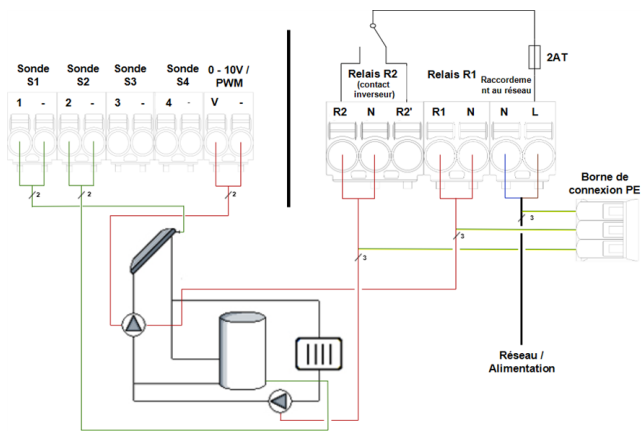 Sonde
S1
Sonde
S2
Sonde
S3
Sonde
S4
0 - 10V /
PWM
1 - 2 - 3 - 4 - V -
2
2
2
2AT
Relais R2
(contact
inverseur)
Relais R1
Raccordeme
nt au réseau
R2 N R2' R1 N N L
Borne de
connexion PE
3
3
3
Réseau /
Alimentation